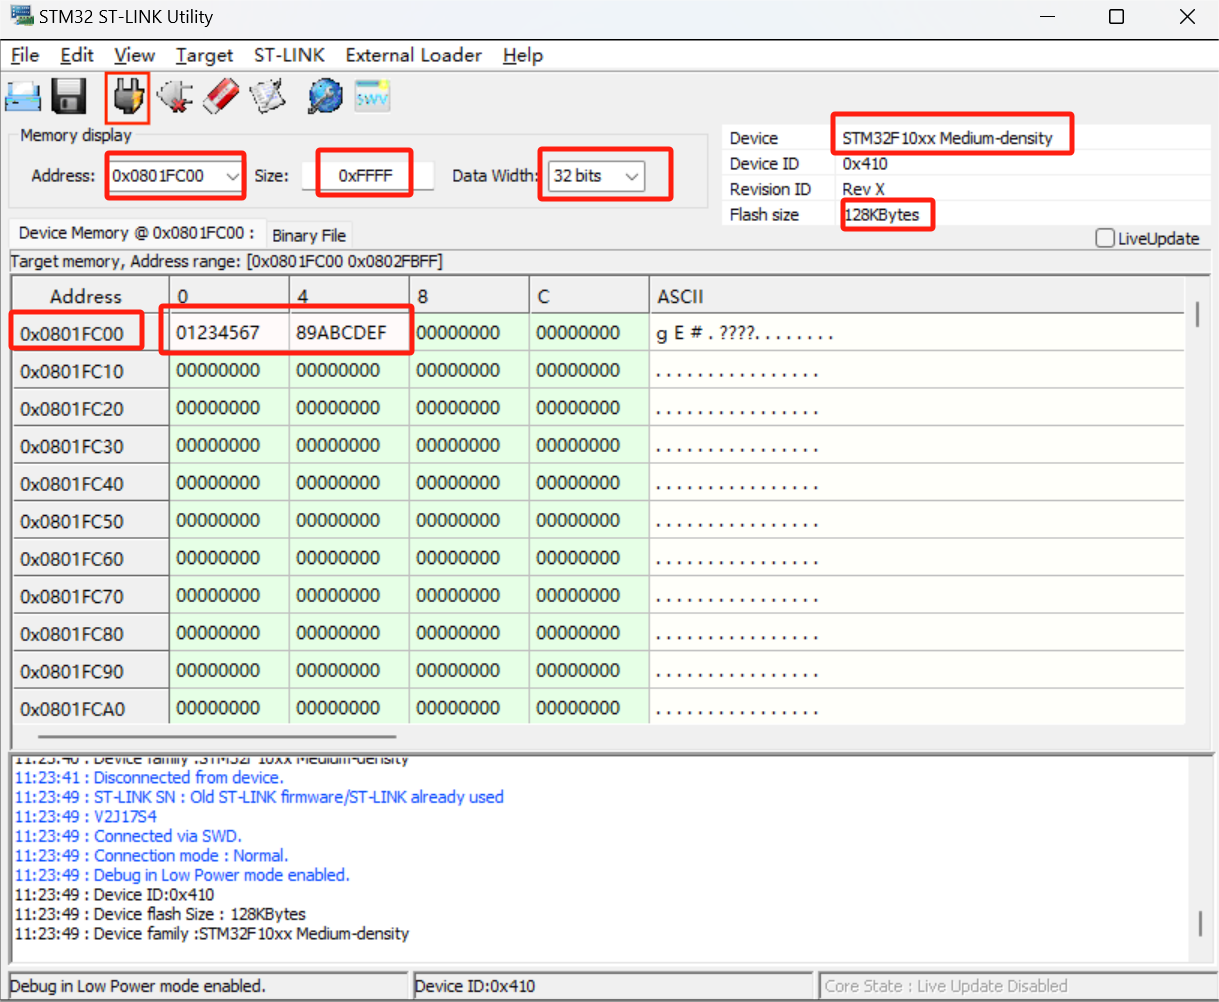 STM32 ST-LINK Utility
File Edit View Target ST-LINK External Loader Help
SWV
Memory display
Address: 0x0801FC00 Size: 0xFFFF Data Width: 32 bits
Device STM32F10xx Medium-density
Device ID 0x410
Revision ID Rev X
Flash size 128KBytes
LiveUpdate
Device Memory @ 0x0801FC00 : Binary File
Target memory, Address range: [0x0801FC00 0x0802FBFF]
Address 0 4 8 C ASCII
0x0801FC00 01234567 89ABCDEF 00000000 00000000 g E # . ????. . . . . . . .
0x0801FC10 00000000 00000000 00000000 00000000 . . . . . . . . . . . . . . . .
0x0801FC20 00000000 00000000 00000000 00000000 . . . . . . . . . . . . . . . .
0x0801FC30 00000000 00000000 00000000 00000000 . . . . . . . . . . . . . . . .
0x0801FC40 00000000 00000000 00000000 00000000 . . . . . . . . . . . . . . . .
0x0801FC50 00000000 00000000 00000000 00000000 . . . . . . . . . . . . . . . .
0x0801FC60 00000000 00000000 00000000 00000000 . . . . . . . . . . . . . . . .
0x0801FC70 00000000 00000000 00000000 00000000 . . . . . . . . . . . . . . . .
0x0801FC80 00000000 00000000 00000000 00000000 . . . . . . . . . . . . . . . .
0x0801FC90 00000000 00000000 00000000 00000000 . . . . . . . . . . . . . . . .
0x0801FCA0 00000000 00000000 00000000 00000000 . . . . . . . . . . . . . . . .
11:23:40 : Device family :STM32F10xx Medium-density
11:23:41 : Disconnected from device.
11:23:49 : ST-LINK SN : Old ST-LINK firmware/ST-LINK already used
11:23:49 : V2J17S4
11:23:49 : Connected via SWD.
11:23:49 : Connection mode : Normal.
11:23:49 : Debug in Low Power mode enabled.
11:23:49 : Device ID:0x410
11:23:49 : Device flash Size : 128KBytes
11:23:49 : Device family :STM32F10xx Medium-density
Debug in Low Power mode enabled. Device ID:0x410 Core State : Live Update Disabled